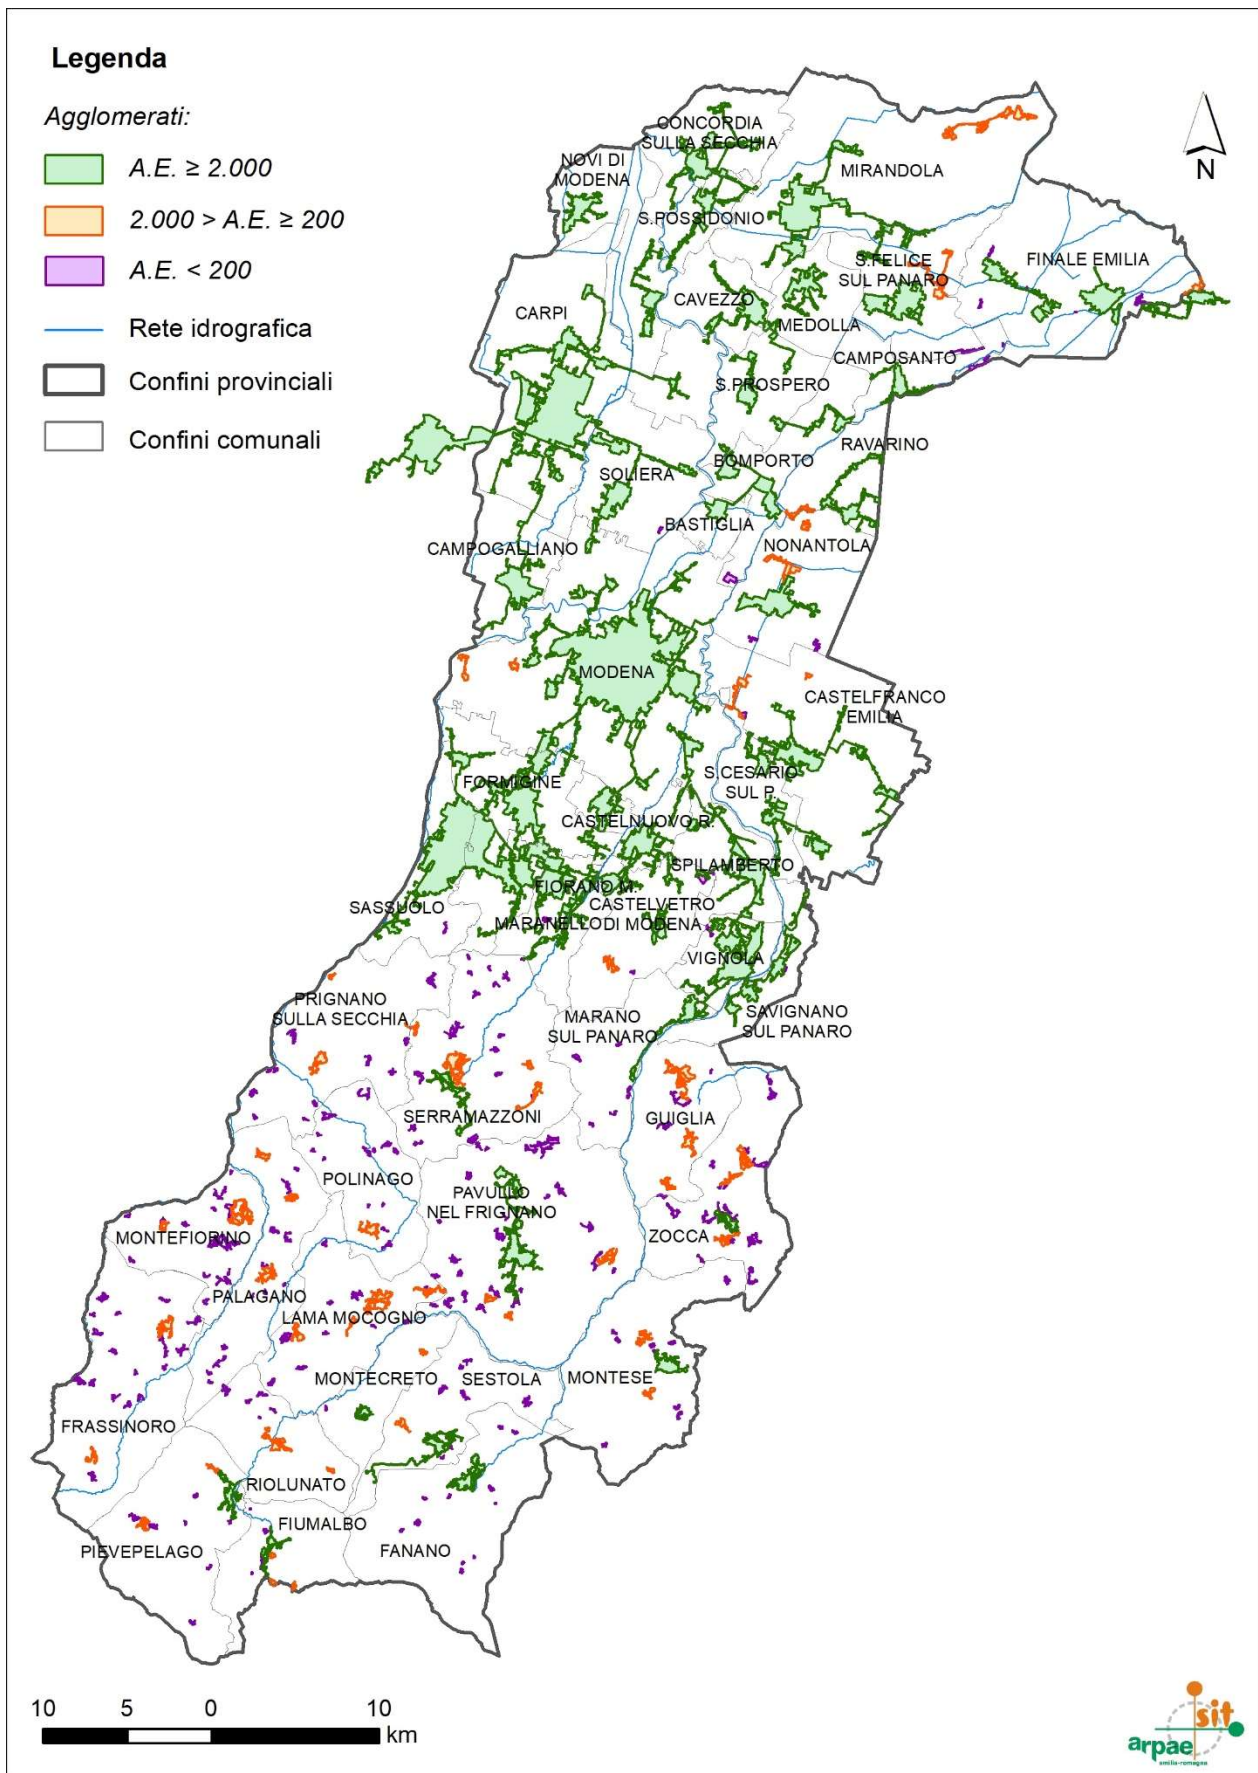 Legenda
Agglomerati:
A.E. ≥ 2.000
2.000 > A.E. ≥ 200
A.E. < 200
Rete idrografica
Confini provinciali
Confini comunali
N
CONCORDIA
SULLA SECCHIA
NOVI DI
MODENA
MIRANDOLA
S.POSSIDONIO
S.FELICE
SUL PANARO
FINALE EMILIA
CAVEZZO
CARPI
MEDOLLA
CAMPOSANTO
S.PROSPERO
RAVARINO
BOMPORTO
SOLIERA
BASTIGLIA
NONANTOLA
CAMPOGALLIANO
MODENA
CASTELFRANCO
EMILIA
S.CESARIO
SUL P.
FORMIGINE
CASTELNUOVO R.
SPILAMBERTO
FIORANO M.
SASSUOLO
CASTELVETRO
DI MODENA
MARANELLO
VIGNOLA
PRIGNANO
SULLA SECCHIA
MARANO
SUL PANARO
SAVIGNANO
SUL PANARO
SERRAMAZZONI
GUIGLIA
POLINAGO
PAVULLO
NEL FRIGNANO
MONTEFIORINO
ZOCCA
PALAGANO
LAMA MOCOGNO
MONTECRETO
SESTOLA
MONTESE
FRASSINORO
RIOLUNATO
FIUMALBO
PIEVEPELAGO
FANANO
10 5 0 10
km
sit
arpae
emilia-romagna